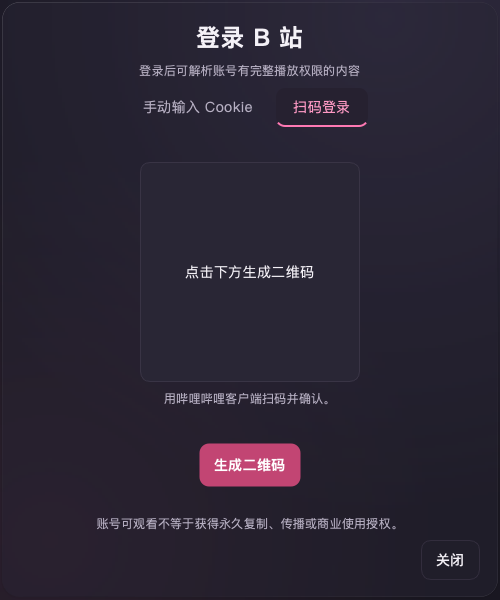 登录 B 站
登录后可解析账号有完整播放权限的内容
手动输入 Cookie
扫码登录
点击下方生成二维码
用哔哩哔哩客户端扫码并确认。
生成二维码
账号可观看不等于获得永久复制、传播或商业使用授权。
关闭